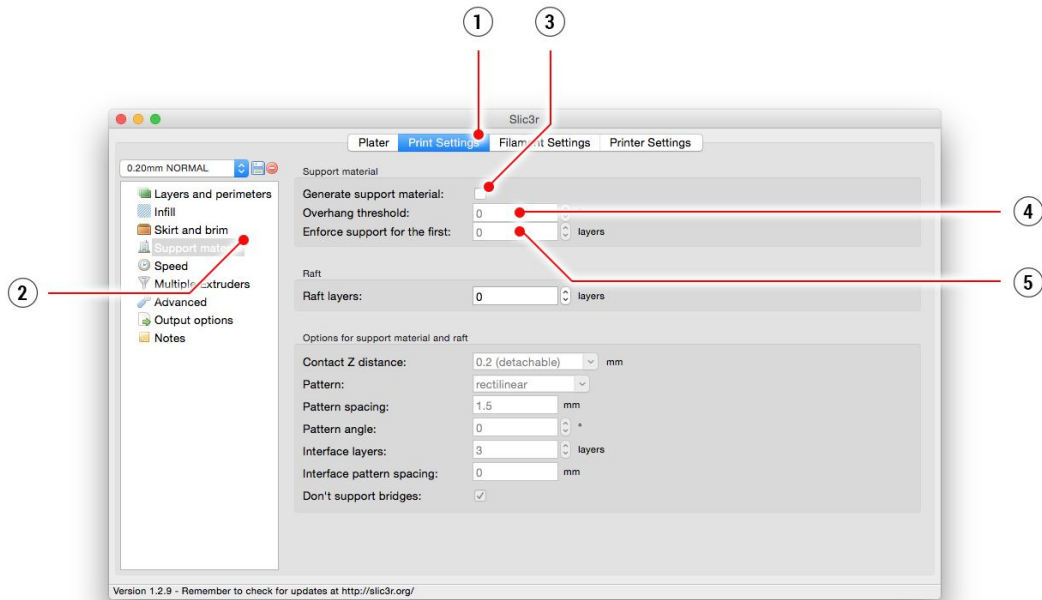 1
3
Slic3r
Plater Print Settings Filament Settings Printer Settings
0.20mm NORMAL
Layers and perimeters
Infill
Skirt and brim
Support material
Speed
Multiple Extruders
Advanced
Output options
Notes
2
Support material
Generate support material:
Overhang threshold: 0 °
4
Enforce support for the first: 0 layers
5
Raft
Raft layers: 0 layers
Options for support material and raft
Contact Z distance: 0.2 (detachable) mm
Pattern: rectilinear
Pattern spacing: 1.5 mm
Pattern angle: 0 °
Interface layers: 3 layers
Interface pattern spacing: 0 mm
Don't support bridges:
Version 1.2.9 - Remember to check for updates at http://slic3r.org/